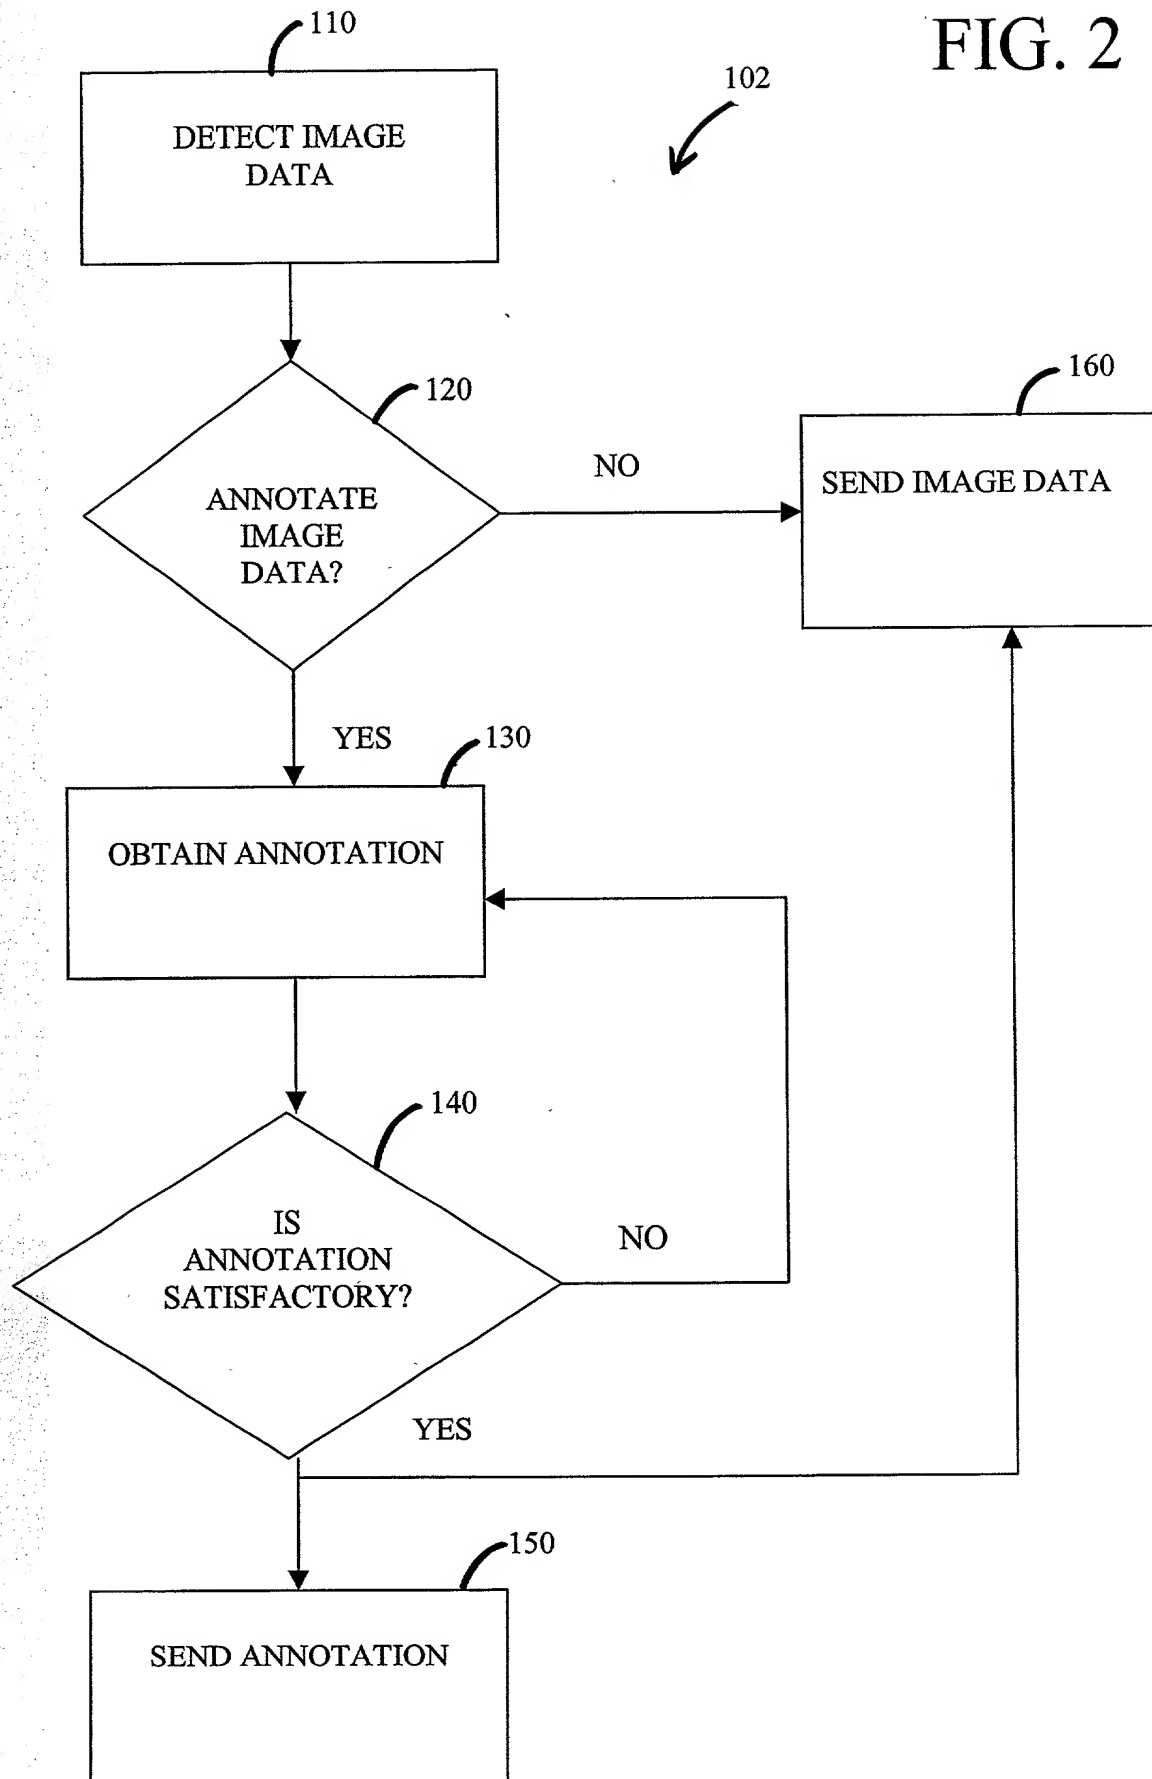 FIG. 2
110
102
DETECT IMAGE
DATA
120
160
NO
SEND IMAGE DATA
ANNOTATE
IMAGE
DATA?
YES
130
OBTAIN ANNOTATION
140
IS
ANNOTATION
SATISFACTORY?
NO
YES
150
SEND ANNOTATION